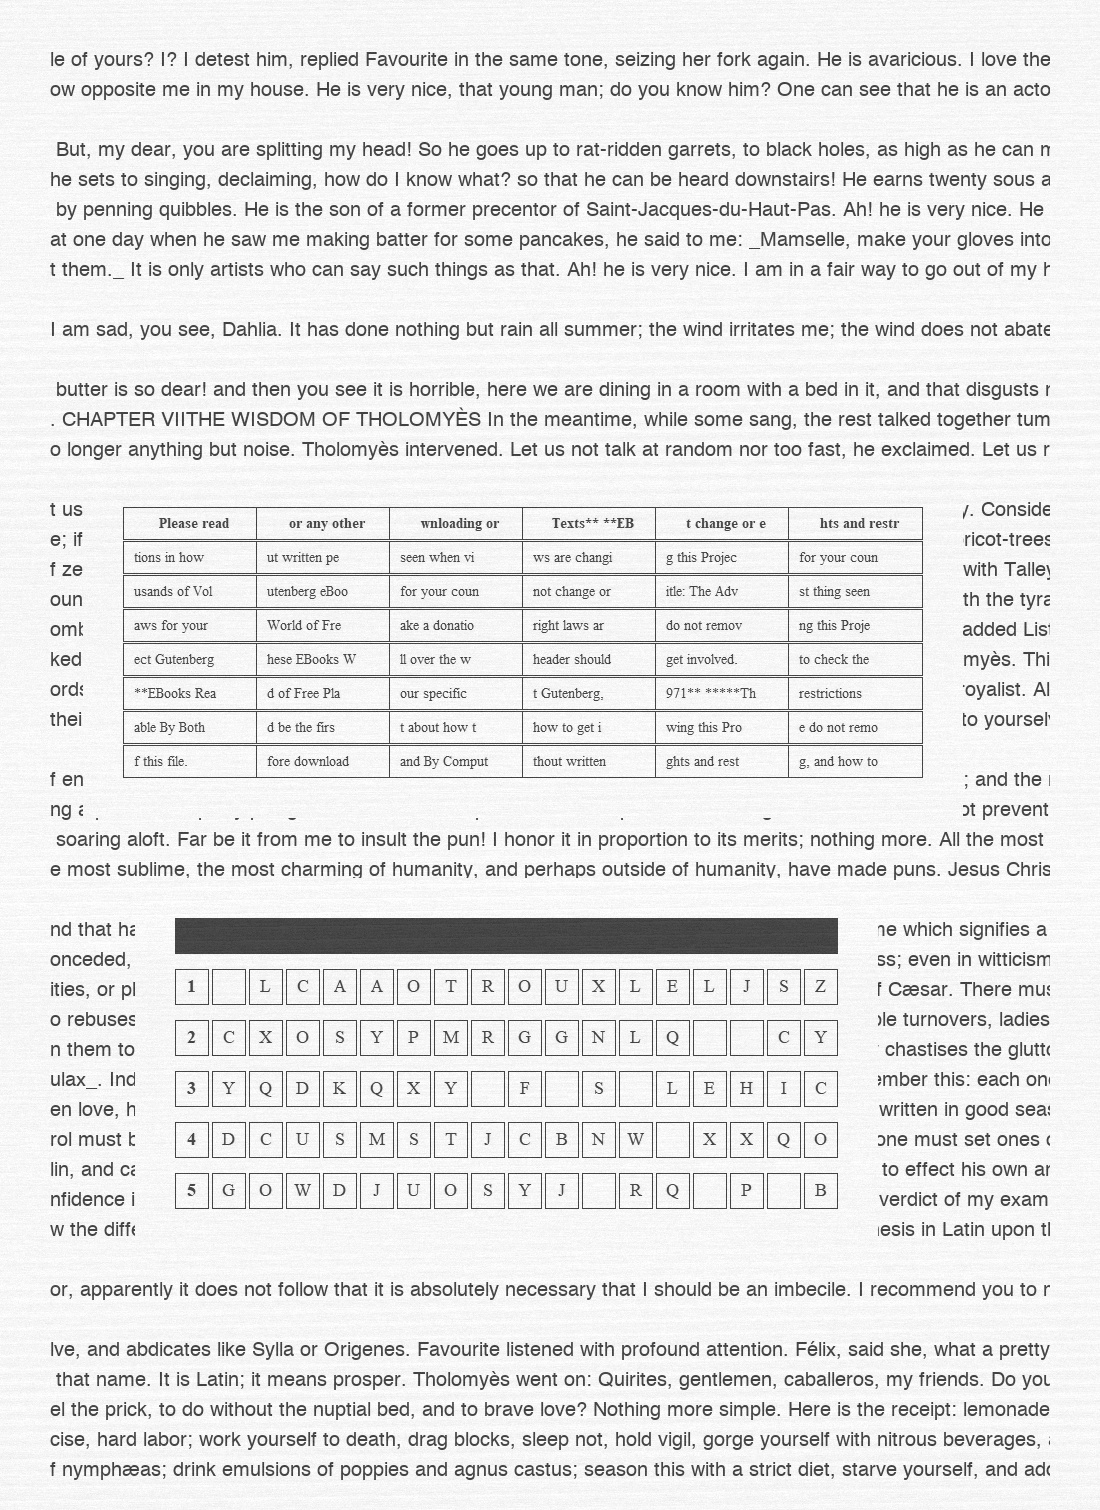 le of yours? I? I detest him, replied Favourite in the same tone, seizing her fork again. He is avaricious. I love the
ow opposite me in my house. He is very nice, that young man; do you know him? One can see that he is an acto
But, my dear, you are splitting my head! So he goes up to rat-ridden garrets, to black holes, as high as he can
he sets to singing, declaiming, how do I know what? so that he can be heard downstairs! He earns twenty sous a
by penning quibbles. He is the son of a former precentor of Saint-Jacques-du-Haut-Pas. Ah! he is very nice. He
at one day when he saw me making batter for some pancakes, he said to me: _Mamselle, make your gloves into
t them._ It is only artists who can say such things as that. Ah! he is very nice. I am in a fair way to go out of my
I am sad, you see, Dahlia. It has done nothing but rain all summer; the wind irritates me; the wind does not abate
butter is so dear! and then you see it is horrible, here we are dining in a room with a bed in it, and that disgusts
. CHAPTER VIITHE WISDOM OF THOLOMYÈS In the meantime, while some sang, the rest talked together tum
o longer anything but noise. Tholomyès intervened. Let us not talk at random nor too fast, he exclaimed. Let us
t us y. Conside
Please read or any other wnloading or Texts** **EB t change or e hts and restr
e; if ricot-trees
tions in how ut written pe seen when vi ws are changi g this Projec for your coun
f ze with Talley
usands of Vol utenberg eBoo for your coun not change or itle: The Adv st thing seen
oun th the tyra
aws for your World of Fre ake a donatio right laws ar do not remov ng this Proje
omb added List
ked myès. Thi
ect Gutenberg hese EBooks W ll over the w header should get involved. to check the
ords royalist. Al
**EBooks Rea d of Free Pla our specific t Gutenberg, 971** *****Th restrictions
thei to yourselv
able By Both d be the firs t about how t how to get i wing this Pro e do not remo
f this file. fore download and By Comput thout written ghts and rest g, and how to
f en ; and the
ng ot prevent
soaring aloft. Far be it from me to insult the pun! I honor it in proportion to its merits; nothing more. All the most
e most sublime, the most charming of humanity, and perhaps outside of humanity, have made puns. Jesus Chris
nd that ha ne which signifies a
onceded, ss; even in witticism
ities, or pl f Cæsar. There mus
1 L C A A O T R O U X L E L J S Z
o rebuses ble turnovers, ladies
2 C X O S Y P M R G G N L Q C Y
n them to chastises the glutto
ulax_. Ind ember this: each one
3 Y Q D K Q X Y F S L E H I C
en love, h written in good seas
rol must b one must set ones
4 D C U S M S T J C B N W X X Q O
lin, and ca to effect his own ar
nfidence i verdict of my exam
5 G O W D J U O S Y J R Q P B
w the diffe nesis in Latin upon th
or, apparently it does not follow that it is absolutely necessary that I should be an imbecile. I recommend you to
lve, and abdicates like Sylla or Origenes. Favourite listened with profound attention. Félix, said she, what a pretty
that name. It is Latin; it means prosper. Tholomyès went on: Quirites, gentlemen, caballeros, my friends. Do you
el the prick, to do without the nuptial bed, and to brave love? Nothing more simple. Here is the receipt: lemonade
cise, hard labor; work yourself to death, drag blocks, sleep not, hold vigil, gorge yourself with nitrous beverages,
f nymphæas; drink emulsions of poppies and agnus castus; season this with a strict diet, starve yourself, and add